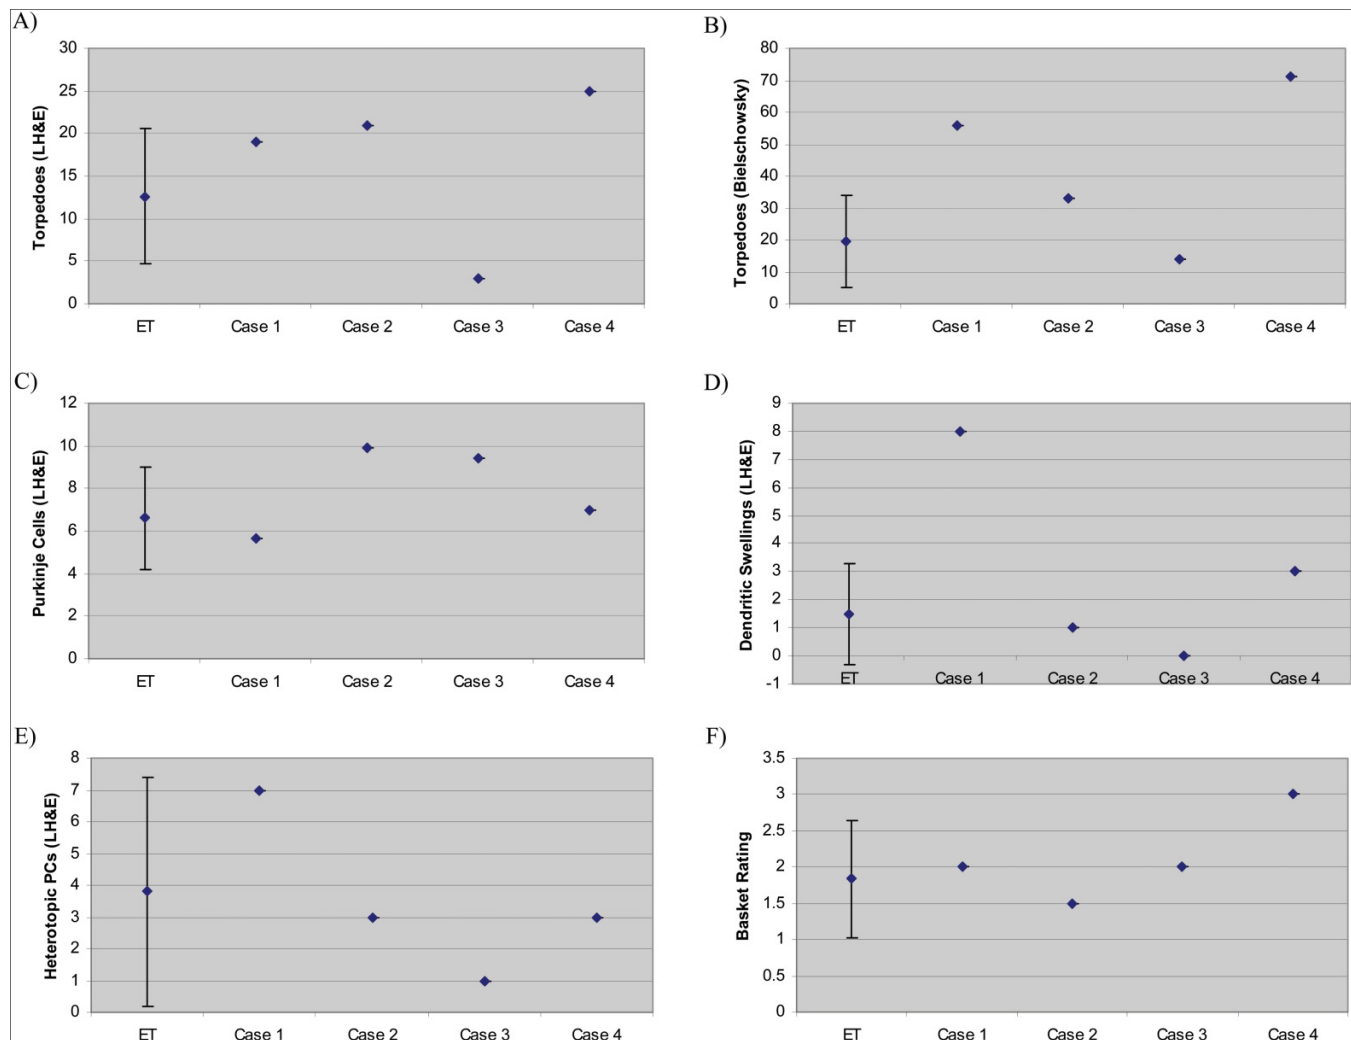 A)
Torpedoes (LH&E)
30
25
20
15
10
5
0
ET Case 1 Case 2 Case 3 Case 4
B)
Torpedoes (Bielschowsky)
80
70
60
50
40
30
20
10
0
ET Case 1 Case 2 Case 3 Case 4
C)
Purkinje Cells (LH&E)
12
10
8
6
4
2
0
ET Case 1 Case 2 Case 3 Case 4
D)
Dendritic Swellings (LH&E)
9
8
7
6
5
4
3
2
1
0
-1
ET Case 1 Case 2 Case 3 Case 4
E)
Heterotopic PCs (LH&E)
8
7
6
5
4
3
2
1
0
ET Case 1 Case 2 Case 3 Case 4
F)
Basket Rating
3.5
3
2.5
2
1.5
1
0.5
0
ET Case 1 Case 2 Case 3 Case 4